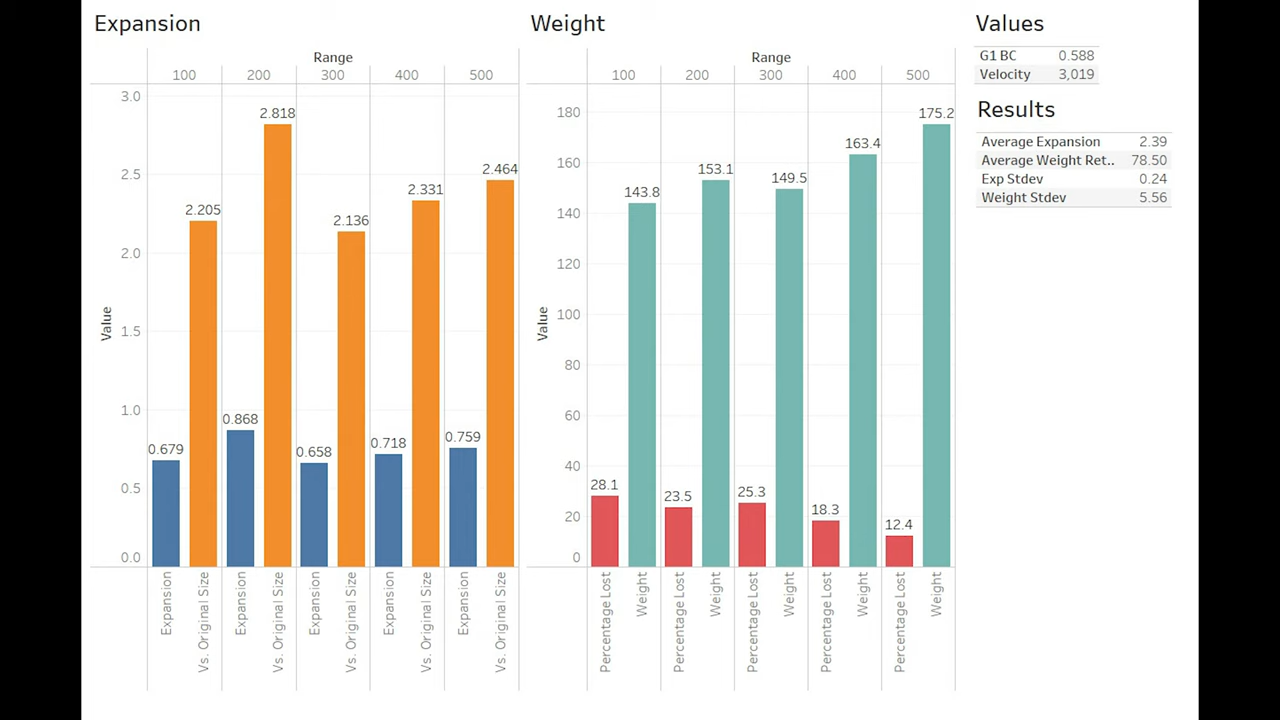 Expansion
Range
100 200 300 400 500
3.0
2.5
2.0
1.5
1.0
0.5
0.0
Value
0.679 2.205 0.868 2.818 0.658 2.136 0.718 2.331 0.759 2.464
Expansion Vs. Original Size Expansion Vs. Original Size Expansion Vs. Original Size Expansion Vs. Original Size Expansion Vs. Original Size
Weight
Range
100 200 300 400 500
180
160
140
120
100
80
60
40
20
0
Value
28.1 143.8 23.5 153.1 25.3 149.5 18.3 163.4 12.4 175.2
Percentage Lost Weight Percentage Lost Weight Percentage Lost Weight Percentage Lost Weight Percentage Lost Weight
Values
G1 BC 0.588
Velocity 3,019
Results
Average Expansion 2.39
Average Weight Ret.. 78.50
Exp Stdev 0.24
Weight Stdev 5.56